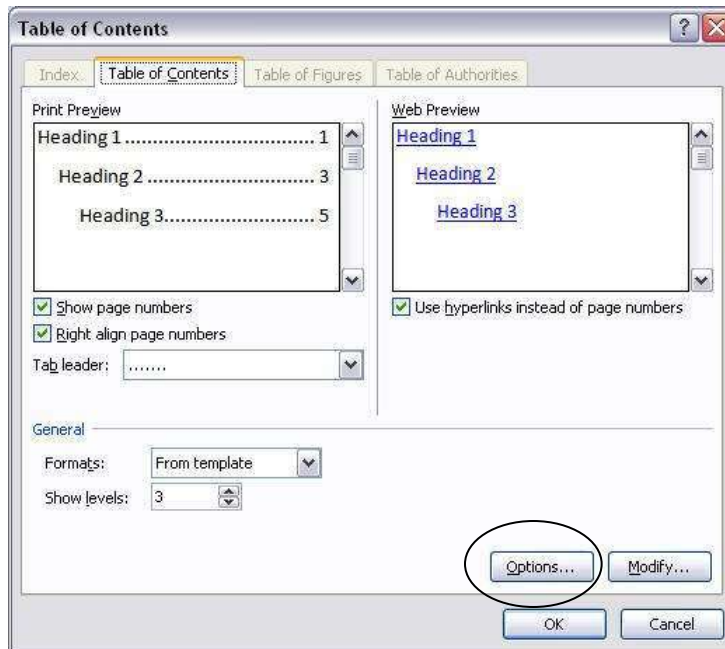 Table of Contents
Index
Table of Contents
Table of Figures
Table of Authorities
Print Preview
Heading 1................................ 1
Heading 2............................ 3
Heading 3......................... 5
Show page numbers
Right align page numbers
Tab leader: .......
Web Preview
Heading 1
Heading 2
Heading 3
Use hyperlinks instead of page numbers
General
Formats: From template
Show levels: 3
Options... Modify...
OK Cancel